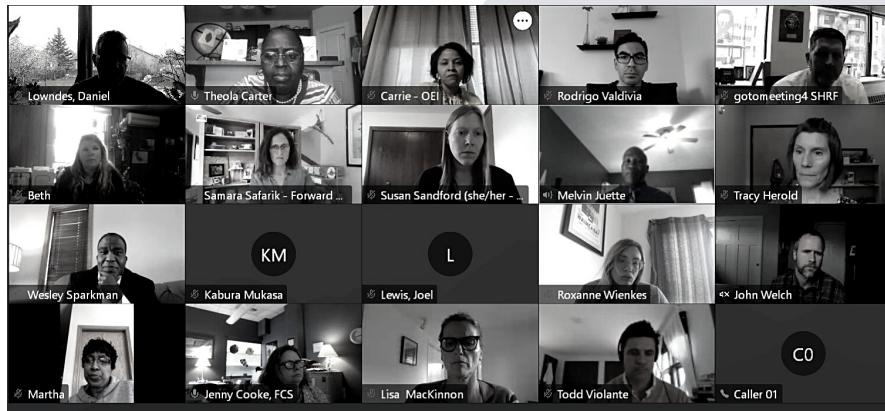 Lowndes, Daniel
Theola Carter
Carrie - OEI
Rodrigo Valdivia
gotomeeting4 SHRF
Beth
Samara Safarik - Forward ...
Susan Sandford (she/her - ...
Melvin Juette
Tracy Herold
Wesley Sparkman
KM
Kabura Mukasa
L
Lewis, Joel
Roxanne Wienkes
John Welch
Martha
Jenny Cooke, FCS
Lisa MacKinnon
Todd Violante
C0
Caller 01